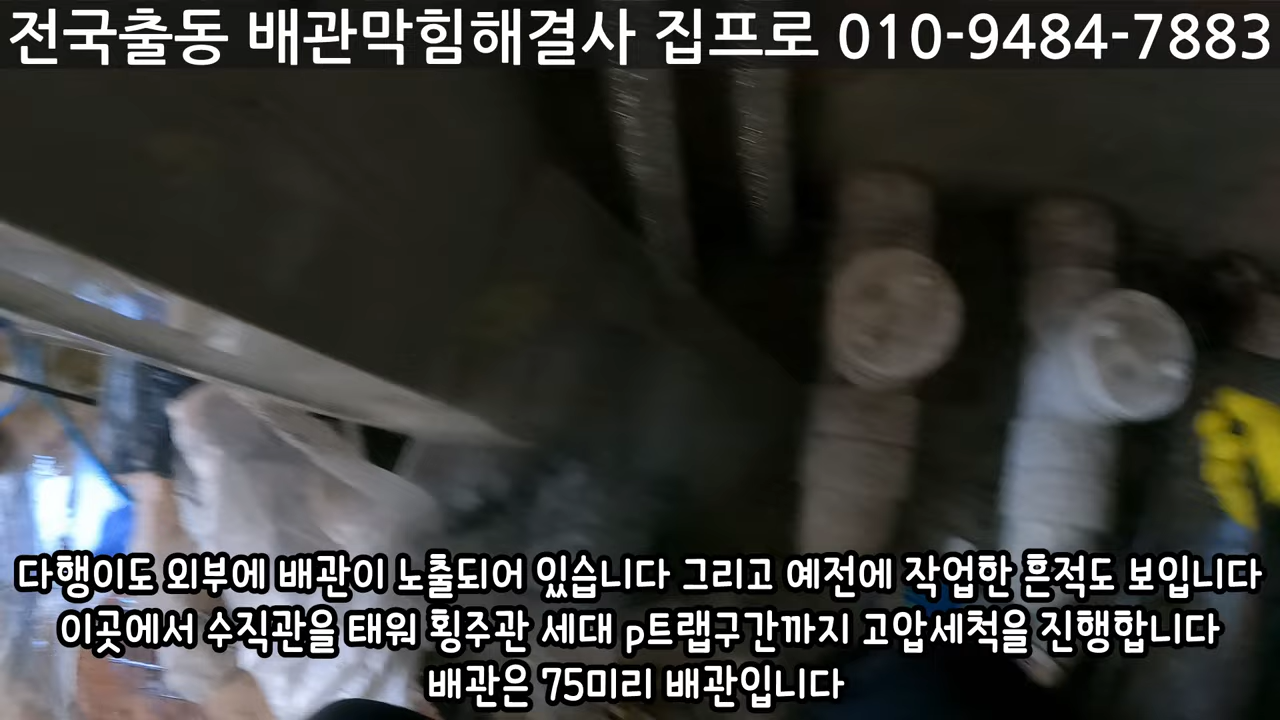 전국출동 배관막힘해결사 집프로 010-9484-7883
다행이도 외부에 배관이 노출되어 있습니다 그리고 예전에 작업한 흔적도 보입니다
이곳에서 수직관을 태워 횡주관 세대 p트랩구간까지 고압세척을 진행합니다
배관은 75미리 배관입니다